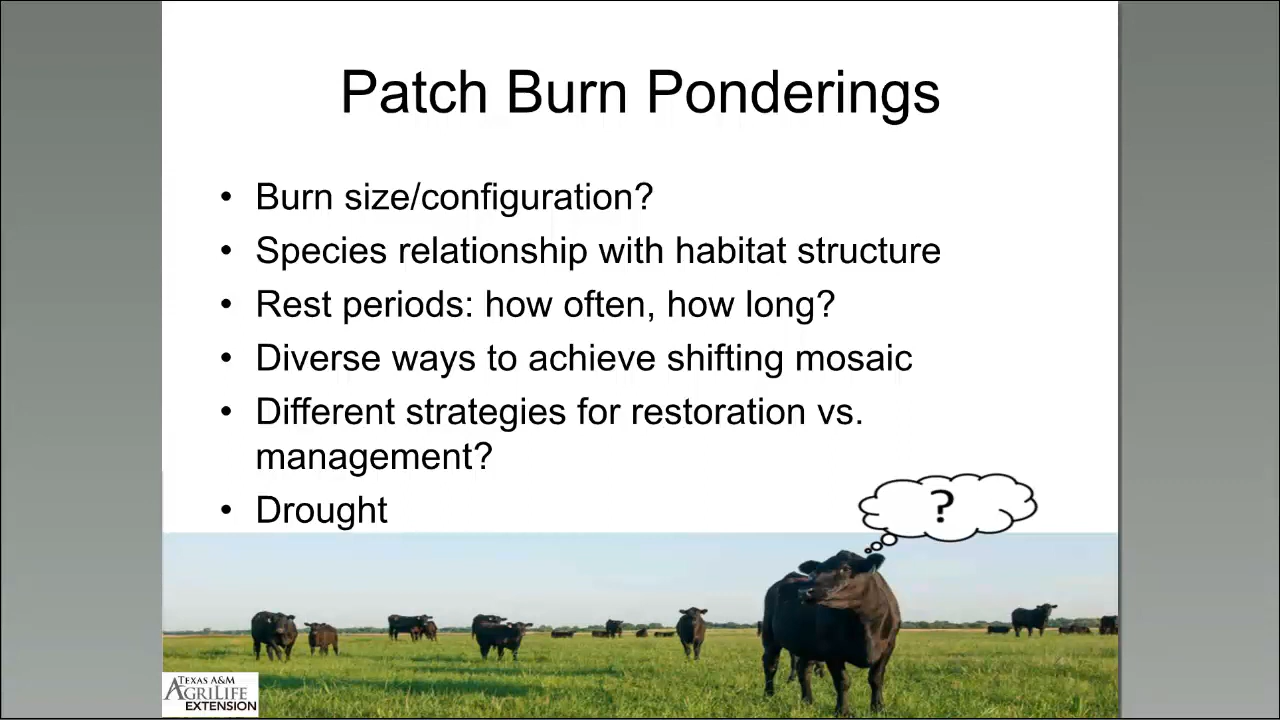 Patch Burn Ponderings
• Burn size/configuration?
• Species relationship with habitat structure
• Rest periods: how often, how long?
• Diverse ways to achieve shifting mosaic
• Different strategies for restoration vs.
management?
• Drought
?
TEXAS A&M
AGRILIFE
EXTENSION